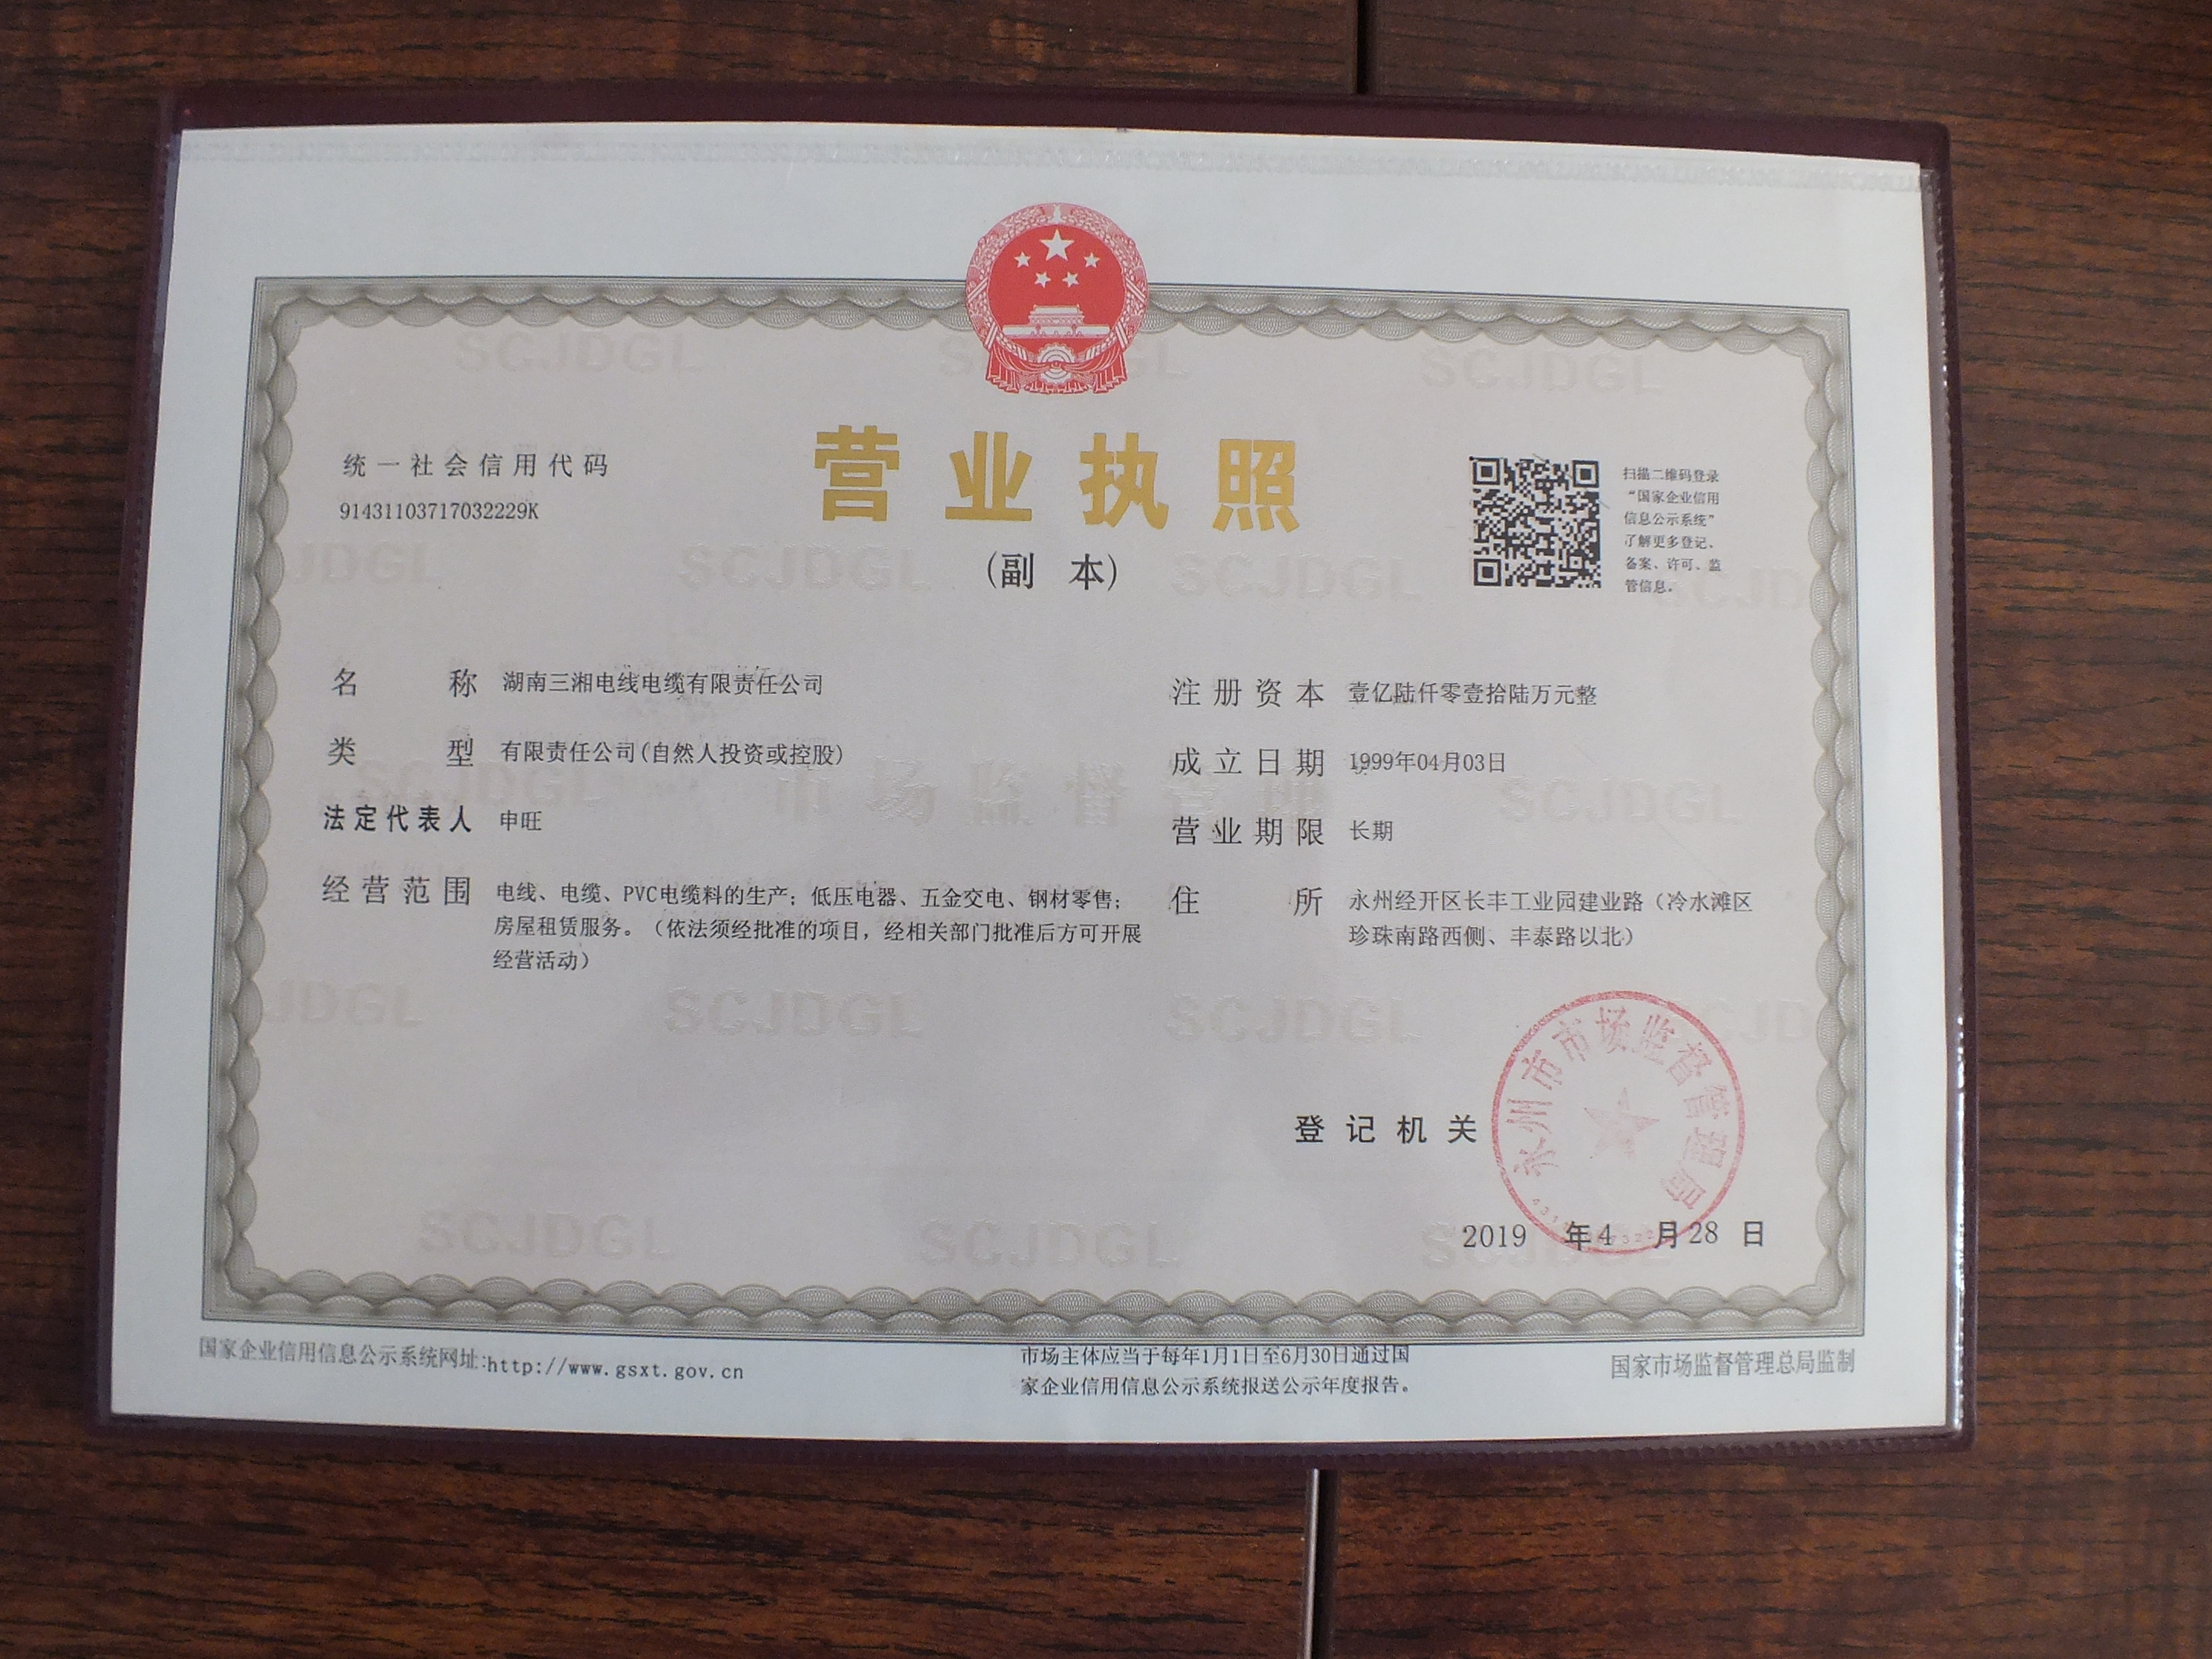 统一社会信用代码
91431103717032229K
营业执照
(副 本)
扫描二维码登录
“国家企业信用
信息公示系统”
了解更多登记、
备案、许可、监
管信息。
名 称 湖南三湘电线电缆有限责任公司
类 型 有限责任公司(自然人投资或控股)
法定代表人 申旺
经营范围 电线、电缆、PVC电缆料的生产;低压电器、五金交电、钢材零售;
房屋租赁服务。(依法须经批准的项目,经相关部门批准后方可开展
经营活动)
注册资本 壹亿陆仟零壹拾陆万元整
成立日期 1999年04月03日
营业期限 长期
住 所 永州经开区长丰工业园建业路(冷水滩区
珍珠南路西侧、丰泰路以北)
登记机关
永州市市场监督管理局
2019 年 4 月 28 日
国家企业信用信息公示系统网址:http://www.gsxt.gov.cn
市场主体应当于每年1月1日至6月30日通过国
家企业信用信息公示系统报送公示年度报告。
国家市场监督管理总局监制
SCJDGL
市场监督管理